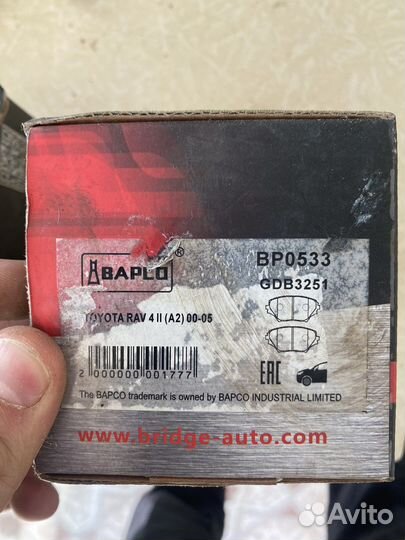 BAPCO®
BP0533
GDB3251
TOYOTA RAV 4 II (A2) 00-05
2 000000 001777
EAC
The BAPCO trademark is owned by BAPCO INDUSTRIAL LIMITED
www.bridge-auto.com
Avito